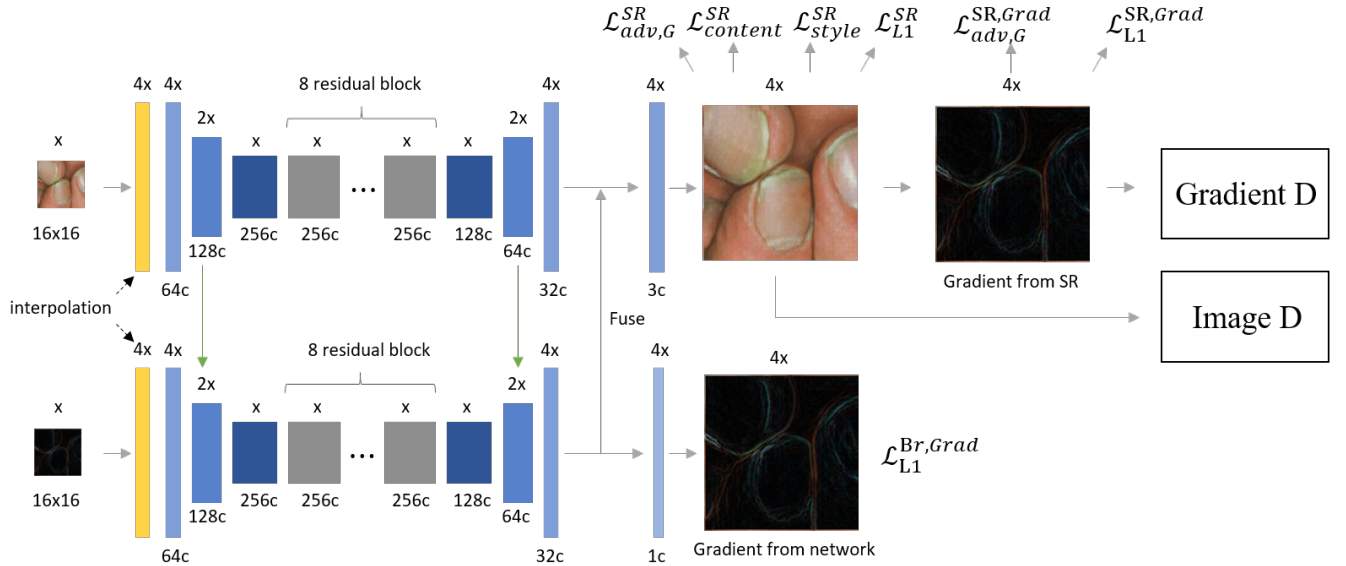 ℒ^{SR}_{adv,G} ℒ^{SR}_{content} ℒ^{SR}_{style} ℒ^{SR}_{L1} ℒ^{SR,Grad}_{adv,G} ℒ^{SR,Grad}_{L1}
4x 4x 8 residual block 4x 4x 4x 4x
2x 2x
x x x x x
...
16x16 256c 256c 256c 128c
128c 64c
64c 32c 3c
Gradient D
Gradient from SR
interpolation
Fuse
Image D
4x 4x 8 residual block 4x 4x 4x
2x 2x
x x x x x
...
16x16 256c 256c 256c 128c
128c 64c
64c 32c 1c
ℒ^{Br,Grad}_{L1}
Gradient from network